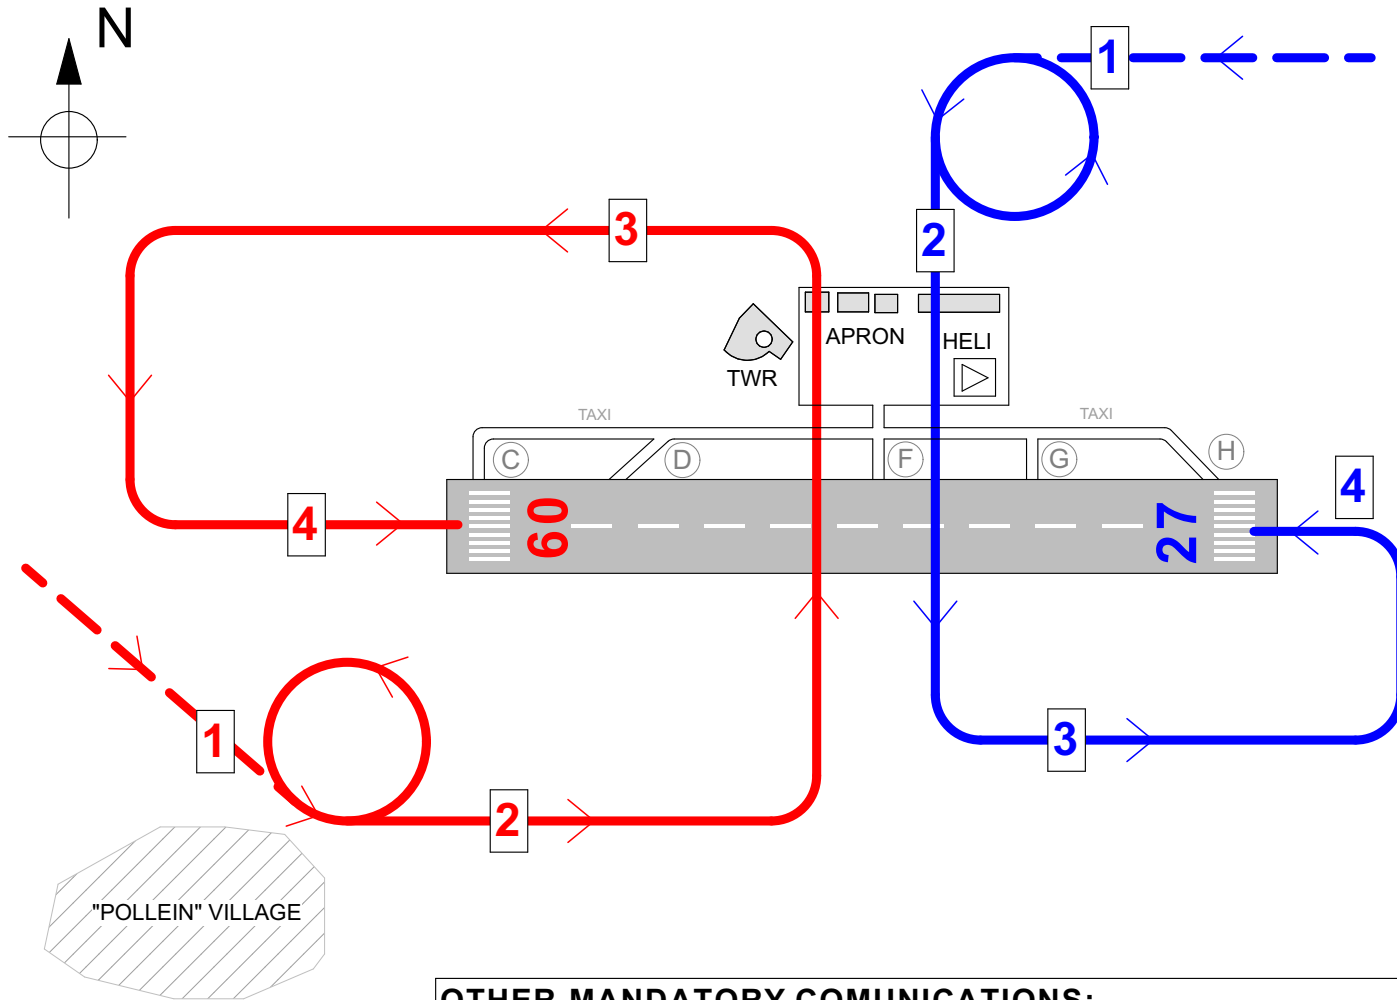 N
1
3
2
APRON
HELI
TWR
TAXI
TAXI
C
D
F
G
H
4
4
09
27
1
3
2
"POLLEIN" VILLAGE
OTHER MANDATORY COMUNICATIONS: